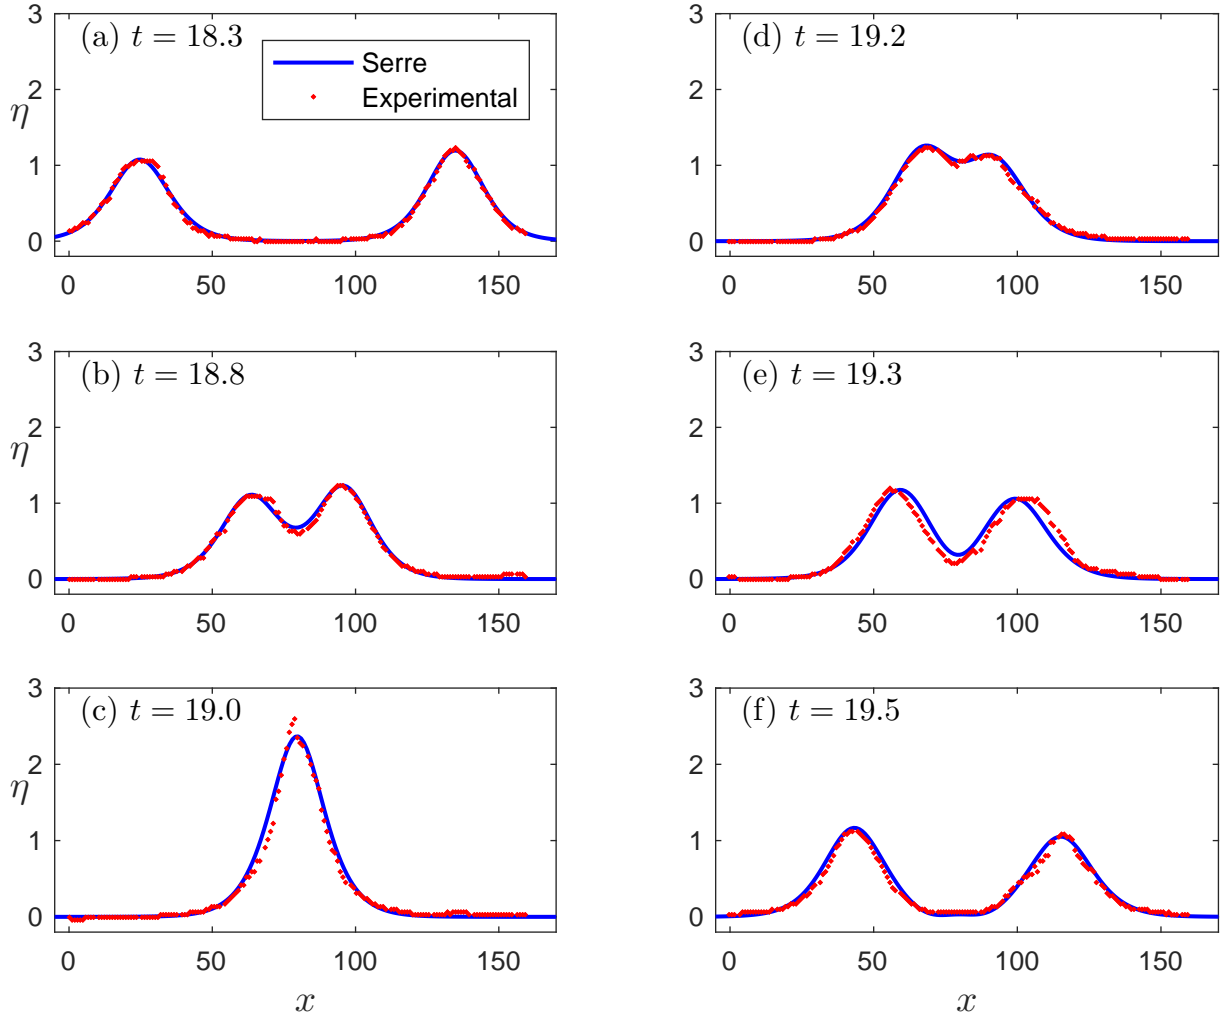 (a) t = 18.3
Serre
Experimental
3
2
1
0
η
0 50 100 150
(b) t = 18.8
3
2
1
0
η
0 50 100 150
(c) t = 19.0
3
2
1
0
η
0 50 100 150
x
(d) t = 19.2
3
2
1
0
0 50 100 150
(e) t = 19.3
3
2
1
0
0 50 100 150
(f) t = 19.5
3
2
1
0
0 50 100 150
x